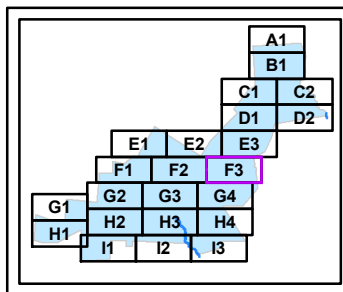 A1
B1
C1 C2
D1 D2
E1 E2 E3
F1 F2 F3
G1 G2 G3 G4
H1 H2 H3 H4
I1 I2 I3